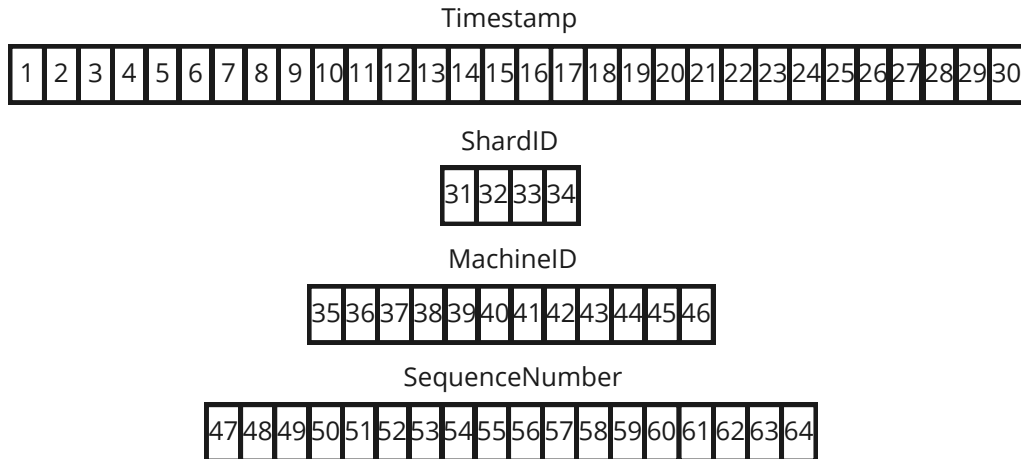 Timestamp
1 2 3 4 5 6 7 8 9 10 11 12 13 14 15 16 17 18 19 20 21 22 23 24 25 26 27 28 29 30
ShardID
31 32 33 34
MachineID
35 36 37 38 39 40 41 42 43 44 45 46
SequenceNumber
47 48 49 50 51 52 53 54 55 56 57 58 59 60 61 62 63 64